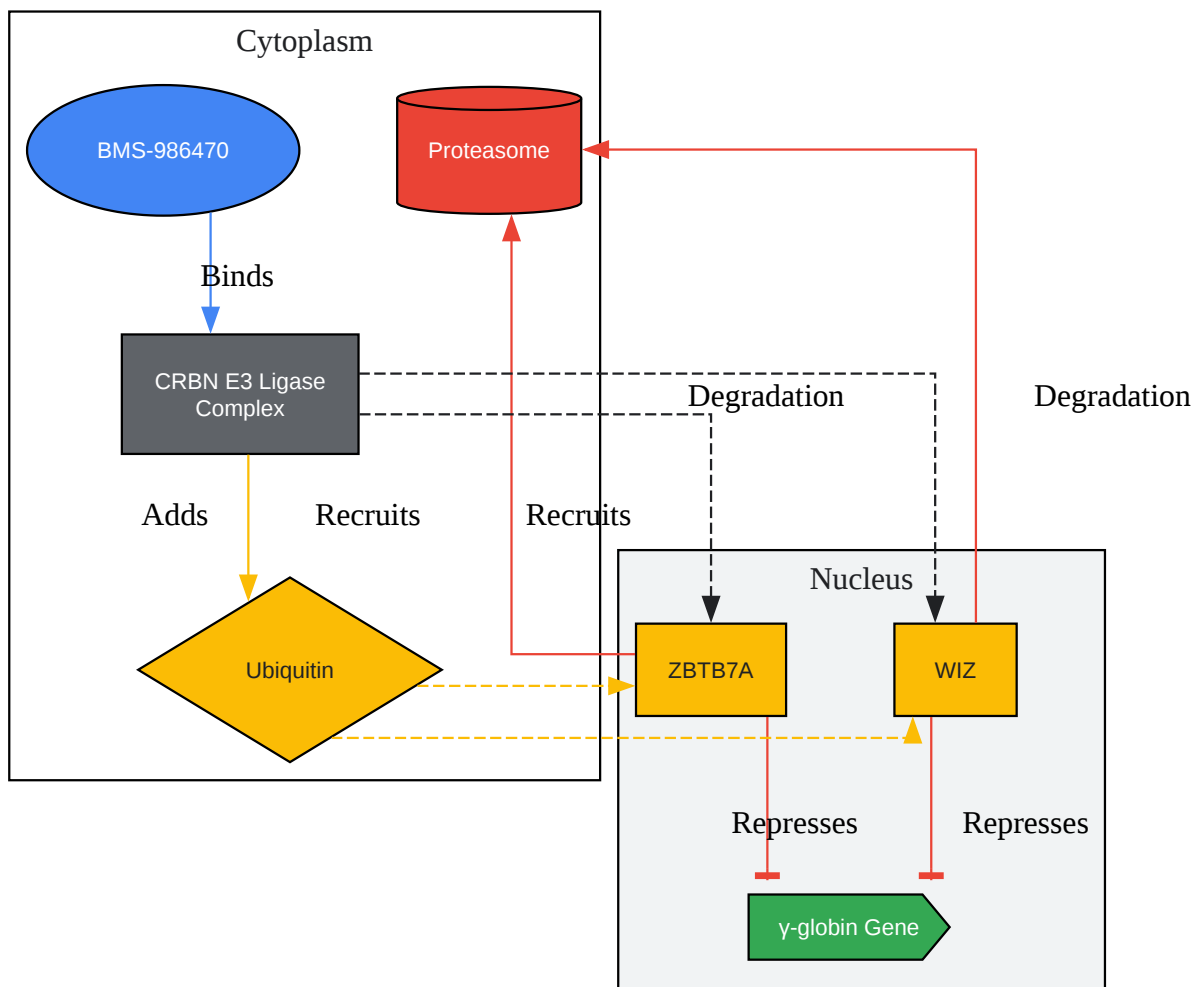 Cytoplasm
BMS-986470
Proteasome
Binds
CRBN E3 Ligase
Complex
Degradation
Degradation
Adds
Recruits
Recruits
Nucleus
Ubiquitin
ZBTB7A
WIZ
Represses
Represses
γ-globin Gene